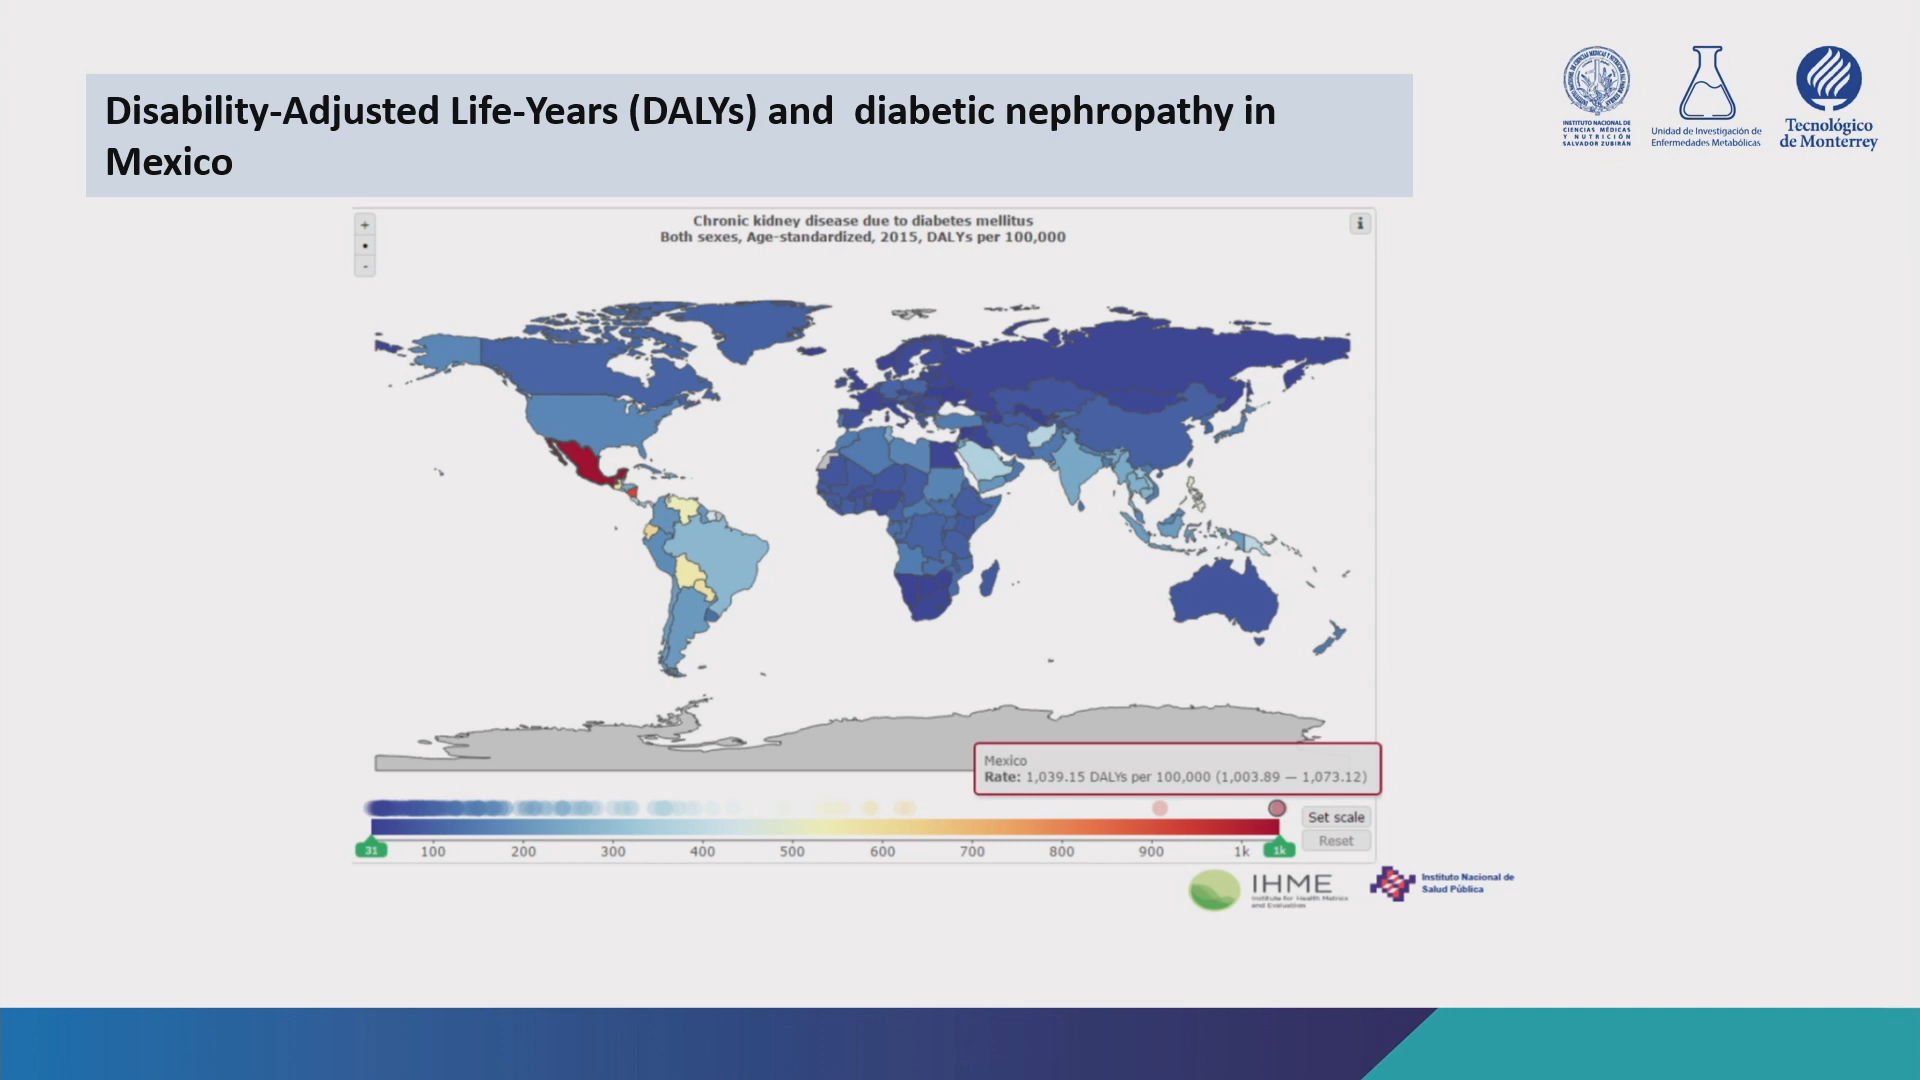 Disability-Adjusted Life-Years (DALYs) and  diabetic nephropathy in
Mexico
INSTITUTO NACIONAL DE
CIENCIAS MÉDICAS
Y NUTRICIÓN
SALVADOR ZUBIRÁN
Unidad de Investigación de
Enfermedades Metabólicas
Tecnológico
de Monterrey
+
•
-
Chronic kidney disease due to diabetes mellitus
Both sexes, Age-standardized, 2015, DALYs per 100,000
i
Mexico
Rate: 1,039.15 DALYs per 100,000 (1,003.89 — 1,073.12)
Set scale
Reset
31 100 200 300 400 500 600 700 800 900 1k 1k
IHME
Institute for Health Metrics
and Evaluation
Instituto Nacional de
Salud Pública